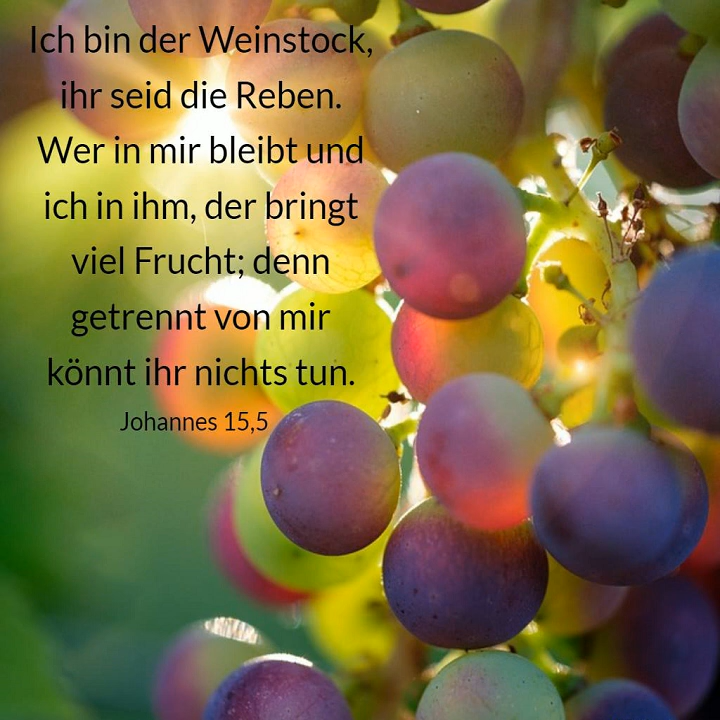 Ich bin der Weinstock,
ihr seid die Reben.
Wer in mir bleibt und
ich in ihm, der bringt
viel Frucht; denn
getrennt von mir
könnt ihr nichts tun.
Johannes 15,5